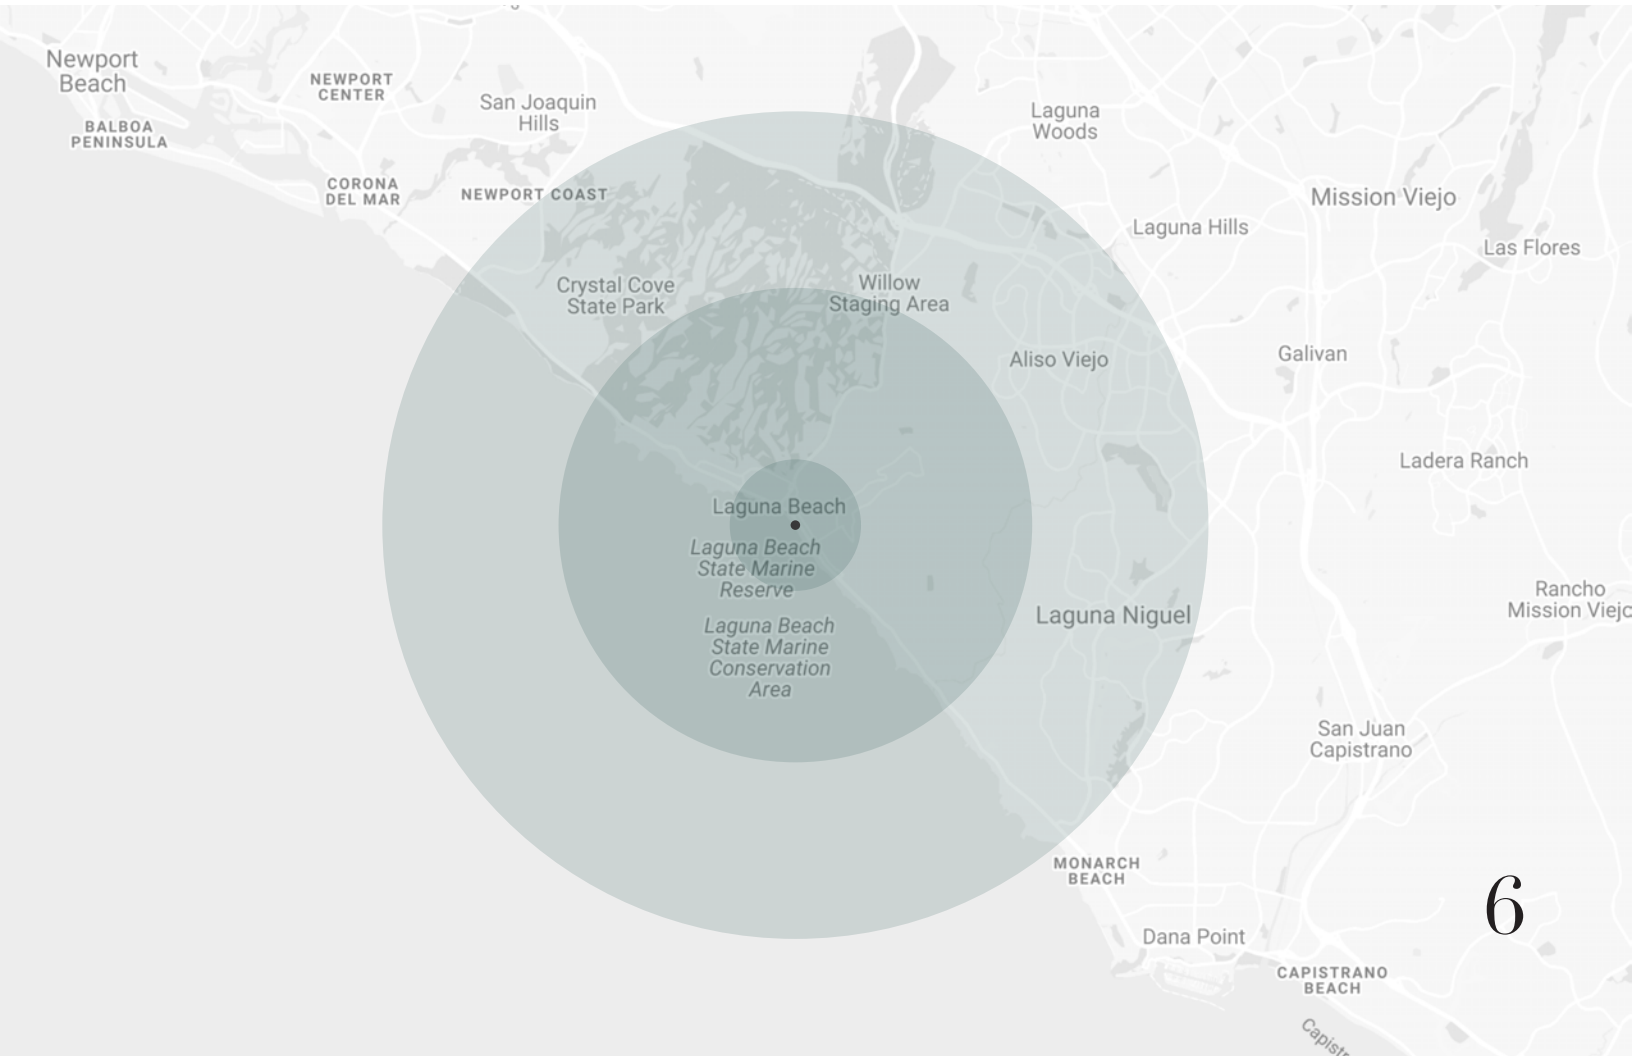 Newport
Beach
NEWPORT
CENTER
San Joaquin
Hills
BALBOA
PENINSULA
CORONA
DEL MAR
NEWPORT COAST
Laguna
Woods
Mission Viejo
Laguna Hills
Las Flores
Crystal Cove
State Park
Willow
Staging Area
Aliso Viejo
Galivan
Ladera Ranch
Laguna Beach
Laguna Beach
State Marine
Reserve
Laguna Beach
State Marine
Conservation
Area
Laguna Niguel
Rancho
Mission Viejo
San Juan
Capistrano
MONARCH
BEACH
6
Dana Point
CAPISTRANO
BEACH